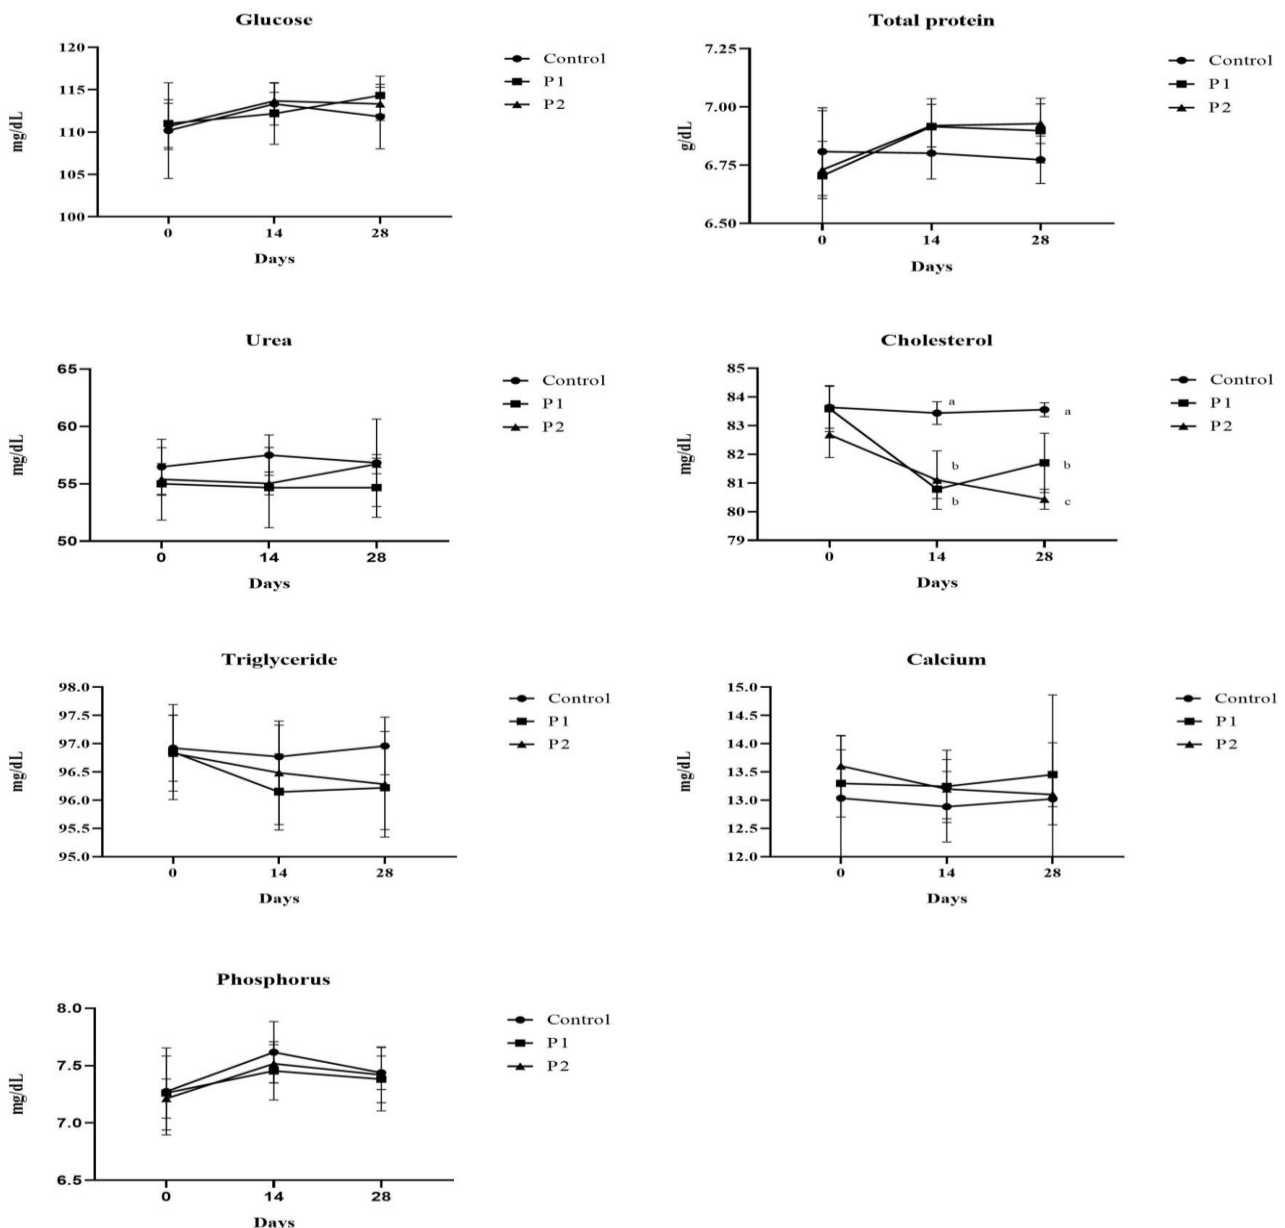 Glucose
120
115
110
105
100
mg/dL
0 14 28
Days
Control
P1
P2
Total protein
7.25
7.00
6.75
6.50
g/dL
0 14 28
Days
Control
P1
P2
Urea
65
60
55
50
mg/dL
0 14 28
Days
Control
P1
P2
Cholesterol
85
84
83
82
81
80
79
mg/dL
a
a
b
b
b
c
0 14 28
Days
Control
P1
P2
Triglyceride
98.0
97.5
97.0
96.5
96.0
95.5
95.0
mg/dL
0 14 28
Days
Control
P1
P2
Calcium
15.0
14.5
14.0
13.5
13.0
12.5
12.0
mg/dL
0 14 28
Days
Control
P1
P2
Phosphorus
8.0
7.5
7.0
6.5
mg/dL
0 14 28
Days
Control
P1
P2